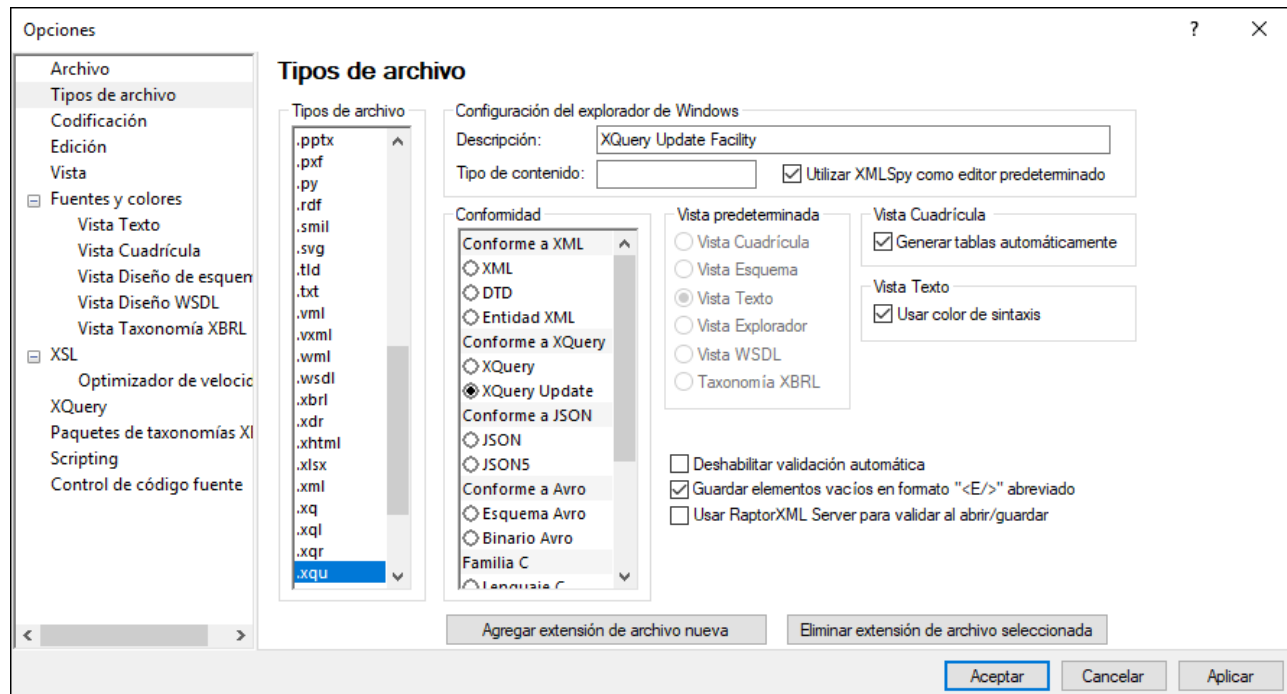 Opciones
?
Archivo
Tipos de archivo
Codificación
Edición
Vista
Fuentes y colores
Vista Texto
Vista Cuadrícula
Vista Diseño de esquem
Vista Diseño WSDL
Vista Taxonomía XBRL
XSL
Optimizador de velocid
XQuery
Paquetes de taxonomías XI
Scripting
Control de código fuente
Tipos de archivo
Tipos de archivo
.pptx
.pxf
.py
.rdf
.smil
.svg
.tld
.txt
.vml
.vxml
.wml
.wsdl
.xbrl
.xdr
.xhtml
.xlsx
.xml
.xq
.xql
.xqr
.xqu
Configuración del explorador de Windows
Descripción: XQuery Update Facility
Tipo de contenido: Utilizar XMLSpy como editor predeterminado
Conformidad
Conforme a XML
XML
DTD
Entidad XML
Conforme a XQuery
XQuery
XQuery Update
Conforme a JSON
JSON
JSON5
Conforme a Avro
Esquema Avro
Binario Avro
Familia C
Lenguaje C
Vista predeterminada
Vista Cuadrícula
Vista Esquema
Vista Texto
Vista Explorador
Vista WSDL
Taxonomía XBRL
Vista Cuadrícula
Generar tablas automáticamente
Vista Texto
Usar color de sintaxis
Deshabilitar validación automática
Guardar elementos vacíos en formato "<E/>" abreviado
Usar RaptorXML Server para validar al abrir/guardar
Agregar extensión de archivo nueva
Eliminar extensión de archivo seleccionada
Aceptar
Cancelar
Aplicar